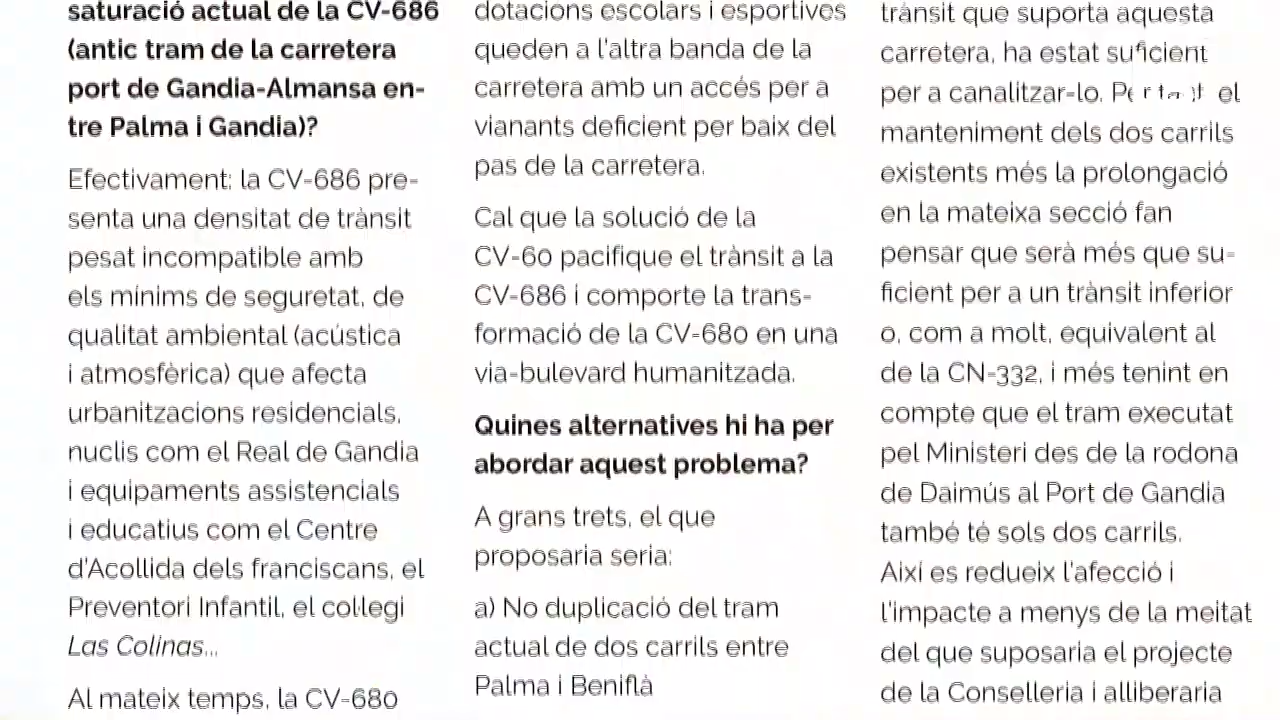 saturació actual de la CV-686
(antic tram de la carretera
port de Gandia-Almansa en-
tre Palma i Gandia)?
Efectivament: la CV-686 pre-
senta una densitat de trànsit
pesat incompatible amb
els mínims de seguretat, de
qualitat ambiental (acústica
i atmosfèrica) que afecta
urbanitzacions residencials,
nuclis com el Real de Gandia
i equipaments assistencials
i educatius com el Centre
d'Acollida dels franciscans, el
Preventori Infantil, el col·legi
Las Colinas...
Al mateix temps, la CV-680
dotacions escolars i esportives
queden a l'altra banda de la
carretera amb un accés per a
vianants deficient per baix del
pas de la carretera.
Cal que la solució de la
CV-60 pacifique el trànsit a la
CV-686 i comporte la trans-
formació de la CV-680 en una
via-bulevard humanitzada.
Quines alternatives hi ha per
abordar aquest problema?
A grans trets, el que
proposaria seria:
a) No duplicació del tram
actual de dos carrils entre
Palma i Beniflà
trànsit que suporta aquesta
carretera, ha estat suficient
per a canalitzar-lo. el
manteniment dels dos carrils
existents més la prolongació
en la mateixa secció fan
pensar que serà més que su-
ficient per a un trànsit inferior
o, com a molt, equivalent al
de la CN-332, i més tenint en
compte que el tram executat
pel Ministeri des de la rodona
de Daimús al Port de Gandia
també té sols dos carrils.
Així es redueix l'afecció i
l'impacte a menys de la meitat
del que suposaria el projecte
de la Conselleria i alliberaria